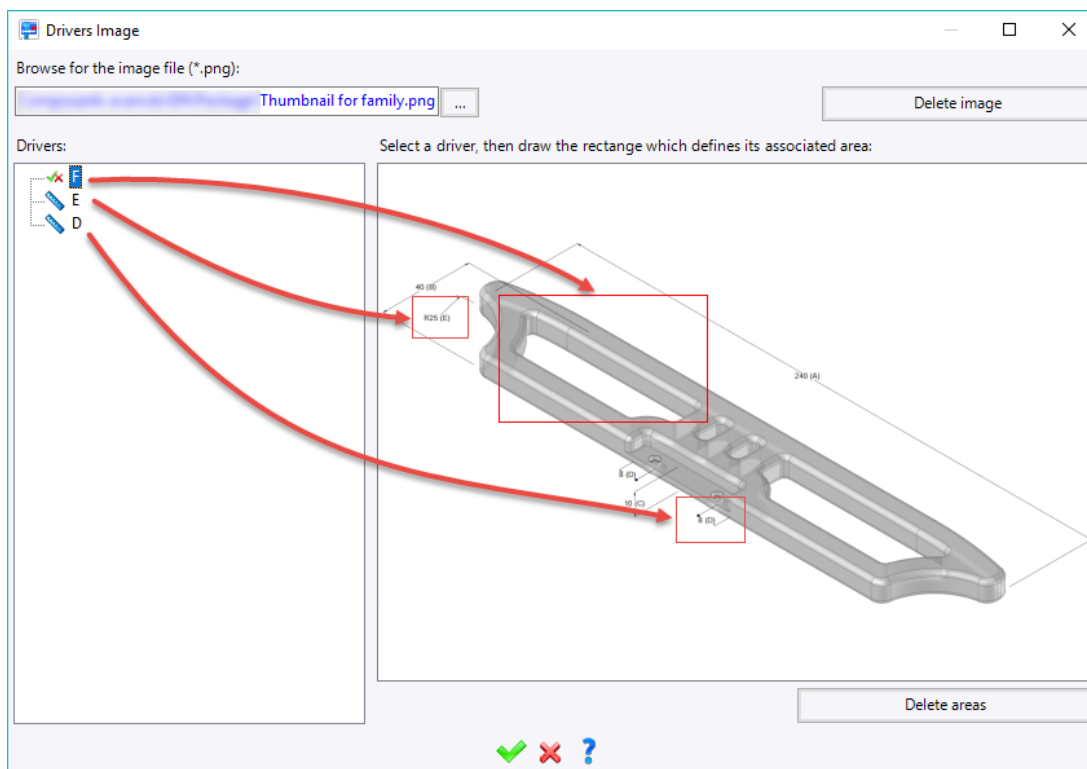 Drivers Image
Browse for the image file (*.png):
Thumbnail for family.png
...
Delete image
Drivers:
Select a driver, then draw the rectange which defines its associated area:
F
E
D
40 (B)
R25 (E)
240 (A)
8 (D)
10 (C)
8 (D)
Delete areas
?